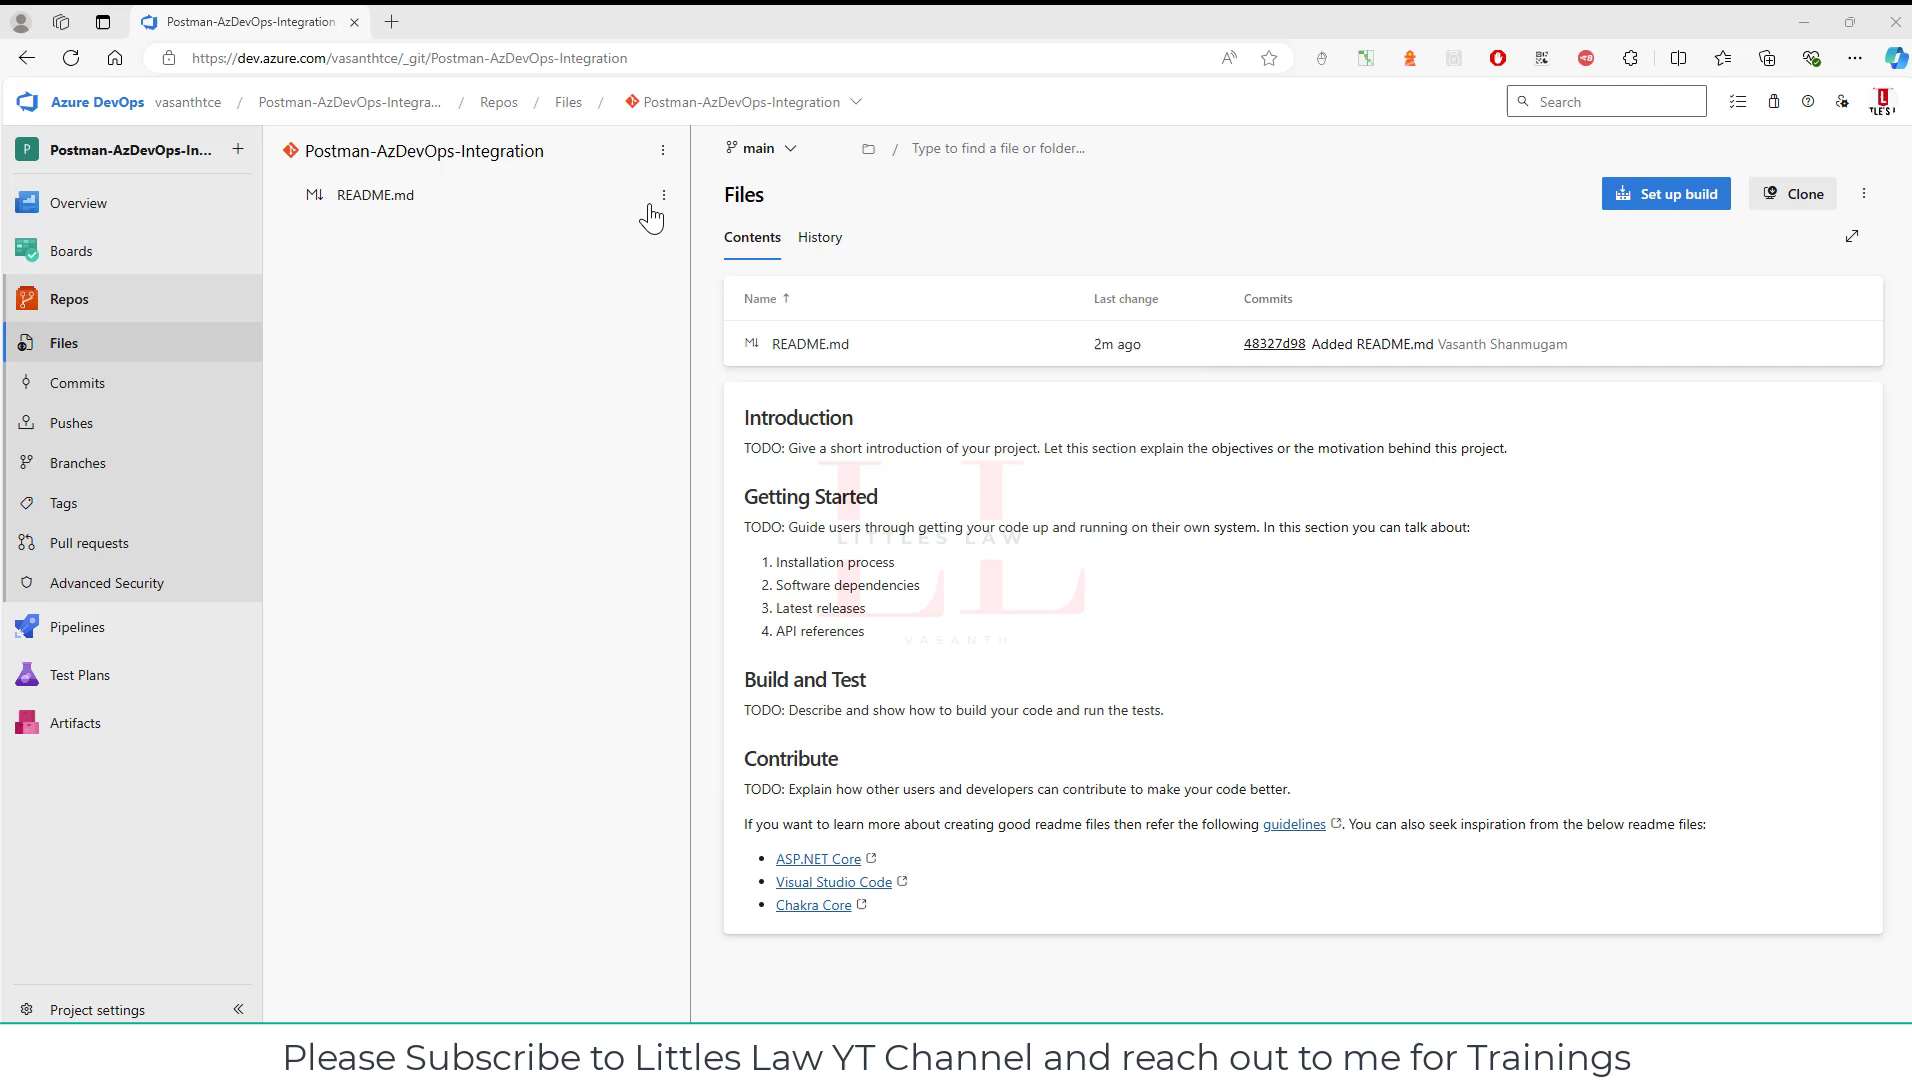 Postman-AzDevOps-Integration
https://dev.azure.com/vasanthtce/_git/Postman-AzDevOps-Integration
Azure DevOps vasanthtce / Postman-AzDevOps-Integra... / Repos / Files / Postman-AzDevOps-Integration
Search
P Postman-AzDevOps-In...
Overview
Boards
Repos
Files
Commits
Pushes
Branches
Tags
Pull requests
Advanced Security
Pipelines
Test Plans
Artifacts
Project settings
Postman-AzDevOps-Integration
README.md
main / Type to find a file or folder...
Files
Set up build
Clone
Contents History
Name ↑ Last change Commits
README.md 2m ago 48327d98 Added README.md Vasanth Shanmugam
Introduction
TODO: Give a short introduction of your project. Let this section explain the objectives or the motivation behind this project.
Getting Started
TODO: Guide users through getting your code up and running on their own system. In this section you can talk about:
LITTLES LAW
1. Installation process
2. Software dependencies
3. Latest releases
4. API references
VASANTH
Build and Test
TODO: Describe and show how to build your code and run the tests.
Contribute
TODO: Explain how other users and developers can contribute to make your code better.
If you want to learn more about creating good readme files then refer the following guidelines. You can also seek inspiration from the below readme files:
• ASP.NET Core
• Visual Studio Code
• Chakra Core
Please Subscribe to Littles Law YT Channel and reach out to me for Trainings